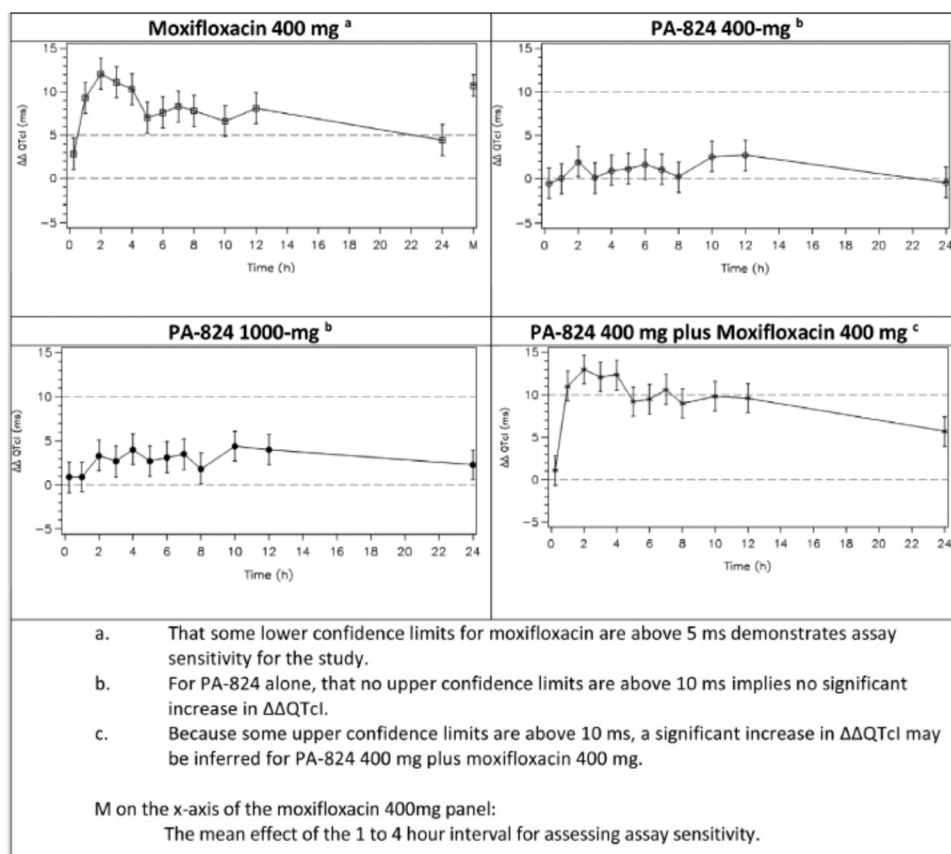 Moxifloxacin 400 mg a
PA-824 400-mg b
15
10
5
0
−5
ΔΔ QTcI (ms)
0 2 4 6 8 10 12 14 16 18 20 22 24 M
Time (h)
15
10
5
0
−5
ΔΔ QTcI (ms)
0 2 4 6 8 10 12 14 16 18 20 22 24
Time (h)
PA-824 1000-mg b
PA-824 400 mg plus Moxifloxacin 400 mg c
15
10
5
0
−5
ΔΔ QTcI (ms)
0 2 4 6 8 10 12 14 16 18 20 22 24
Time (h)
15
10
5
0
−5
ΔΔ QTcI (ms)
0 2 4 6 8 10 12 14 16 18 20 22 24
Time (h)
a. That some lower confidence limits for moxifloxacin are above 5 ms demonstrates assay
sensitivity for the study.
b. For PA-824 alone, that no upper confidence limits are above 10 ms implies no significant
increase in ΔΔQTcI.
c. Because some upper confidence limits are above 10 ms, a significant increase in ΔΔQTcI may
be inferred for PA-824 400 mg plus moxifloxacin 400 mg.
M on the x-axis of the moxifloxacin 400mg panel:
The mean effect of the 1 to 4 hour interval for assessing assay sensitivity.